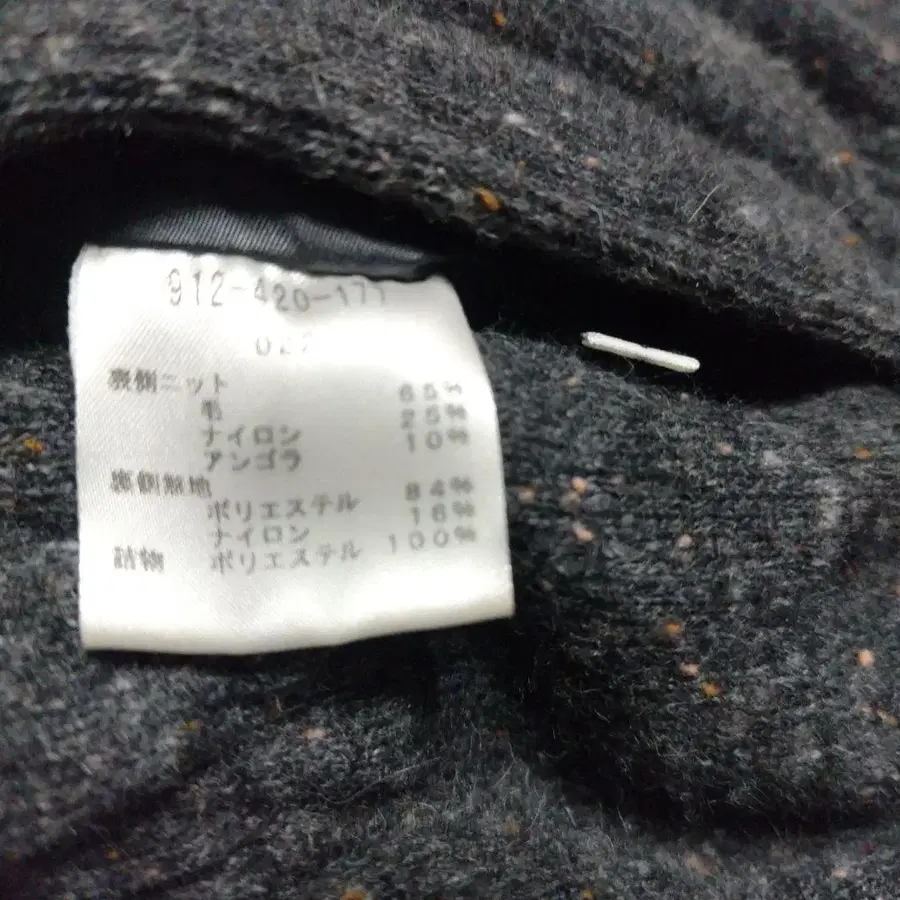 912-420-177
022
表側ニット
毛 65%
ナイロン 25%
アンゴラ 10%
裏側無地
ポリエステル 84%
ナイロン 16%
詰物 ポリエステル 100%